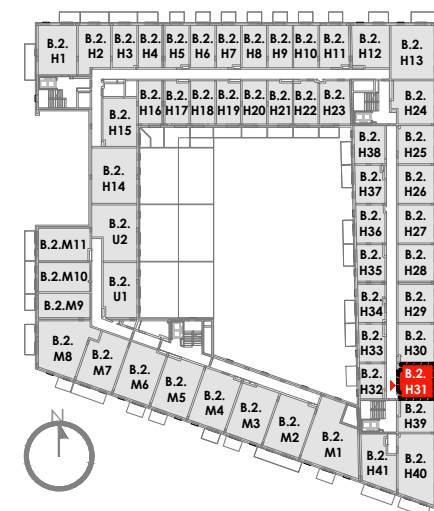 B.2.
H1
B.2.
H2
B.2.
H3
B.2.
H4
B.2.
H5
B.2.
H6
B.2.
H7
B.2.
H8
B.2.
H9
B.2.
H10
B.2.
H11
B.2.
H12
B.2.
H13
B.2.
H15
B.2.
H16
B.2.
H17
B.2.
H18
B.2.
H19
B.2.
H20
B.2.
H21
B.2.
H22
B.2.
H23
B.2.
H24
B.2.
H38
B.2.
H25
B.2.
H14
B.2.
H37
B.2.
H26
B.2.
U2
B.2.
H36
B.2.
H27
B.2.M11
B.2.
H35
B.2.
H28
B.2.M10
B.2.
U1
B.2.
H34
B.2.
H29
B.2.M9
B.2.
M8
B.2.
M7
B.2.
M6
B.2.
M5
B.2.
M4
B.2.
M3
B.2.
M2
B.2.
M1
B.2.
H33
B.2.
H30
B.2.
H32
B.2.
H31
B.2.
H39
B.2.
H41
B.2.
H40
N